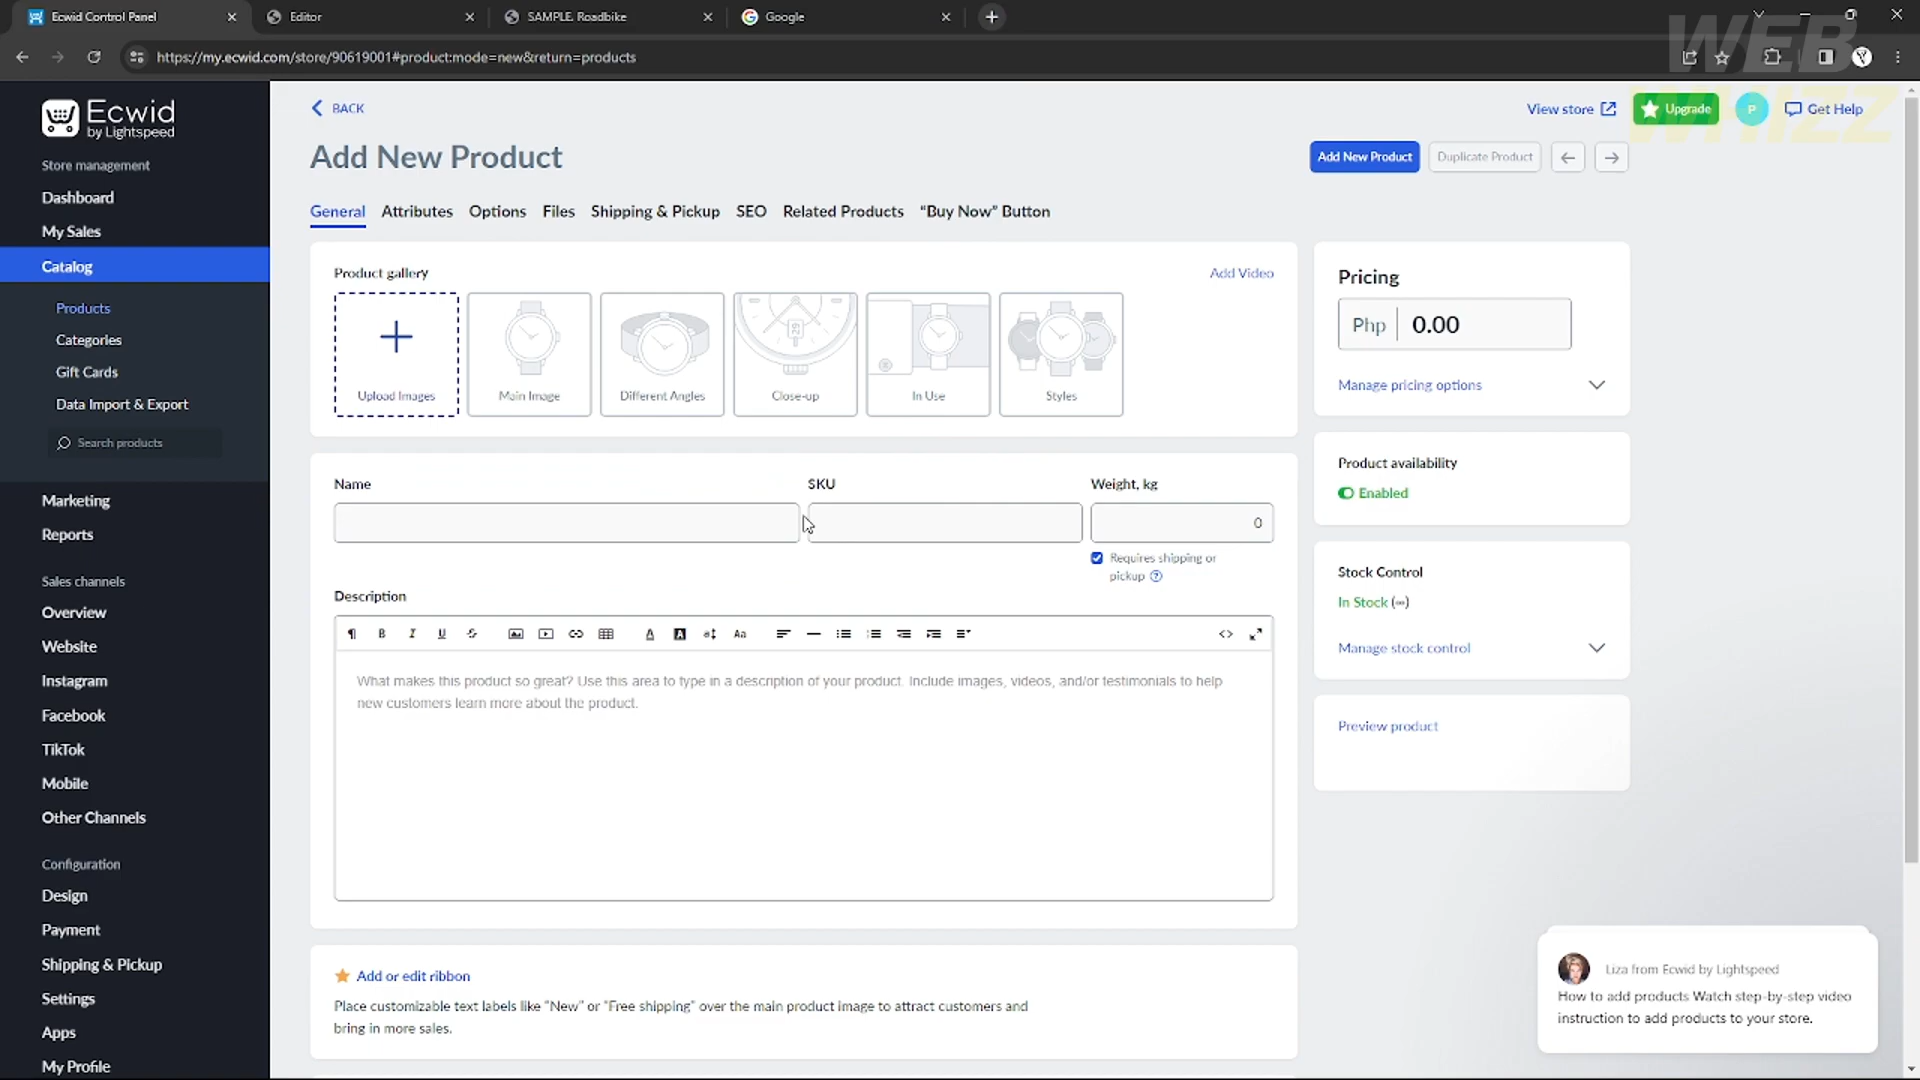 Ecwid Control Panel
Editor
SAMPLE. Roadbike
Google
https://my.ecwid.com/store/90619001#product:mode=new&return=products
WEB
WHIZZ
Ecwid
by Lightspeed
Store management
Dashboard
My Sales
Catalog
Products
Categories
Gift Cards
Data Import & Export
Search products
Marketing
Reports
Sales channels
Overview
Website
Instagram
Facebook
TikTok
Mobile
Other Channels
Configuration
Design
Payment
Shipping & Pickup
Settings
Apps
My Profile
BACK
View store
Upgrade
P
Get Help
Add New Product
Add New Product
Duplicate Product
General
Attributes
Options
Files
Shipping & Pickup
SEO
Related Products
“Buy Now” Button
Product gallery
Add Video
Upload Images
Main Image
Different Angles
Close-up
In Use
Styles
Name
SKU
Weight, kg
0
Requires shipping or
pickup
Description
What makes this product so great? Use this area to type in a description of your product. Include images, videos, and/or testimonials to help
new customers learn more about the product.
Add or edit ribbon
Place customizable text labels like “New” or “Free shipping” over the main product image to attract customers and
bring in more sales.
Pricing
Php 0.00
Manage pricing options
Product availability
Enabled
Stock Control
In Stock (∞)
Manage stock control
Preview product
Liza from Ecwid by Lightspeed
How to add products Watch step-by-step video
instruction to add products to your store.